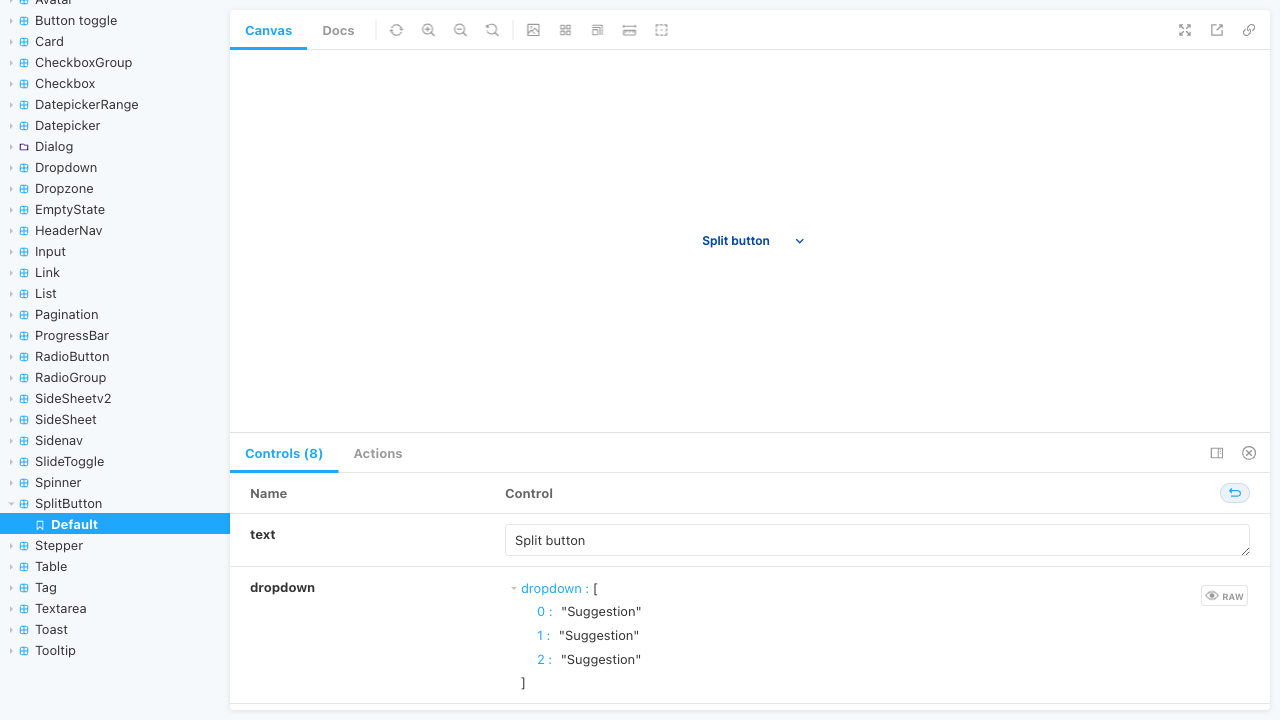 Avatar
Button toggle
Card
CheckboxGroup
Checkbox
DatepickerRange
Datepicker
Dialog
Dropdown
Dropzone
EmptyState
HeaderNav
Input
Link
List
Pagination
ProgressBar
RadioButton
RadioGroup
SideSheetv2
SideSheet
Sidenav
SlideToggle
Spinner
SplitButton
Default
Stepper
Table
Tag
Textarea
Toast
Tooltip
Canvas Docs
Split button
Controls (8) Actions
Name Control
text Split button
dropdown dropdown : [
RAW
0 : "Suggestion"
1 : "Suggestion"
2 : "Suggestion"
]